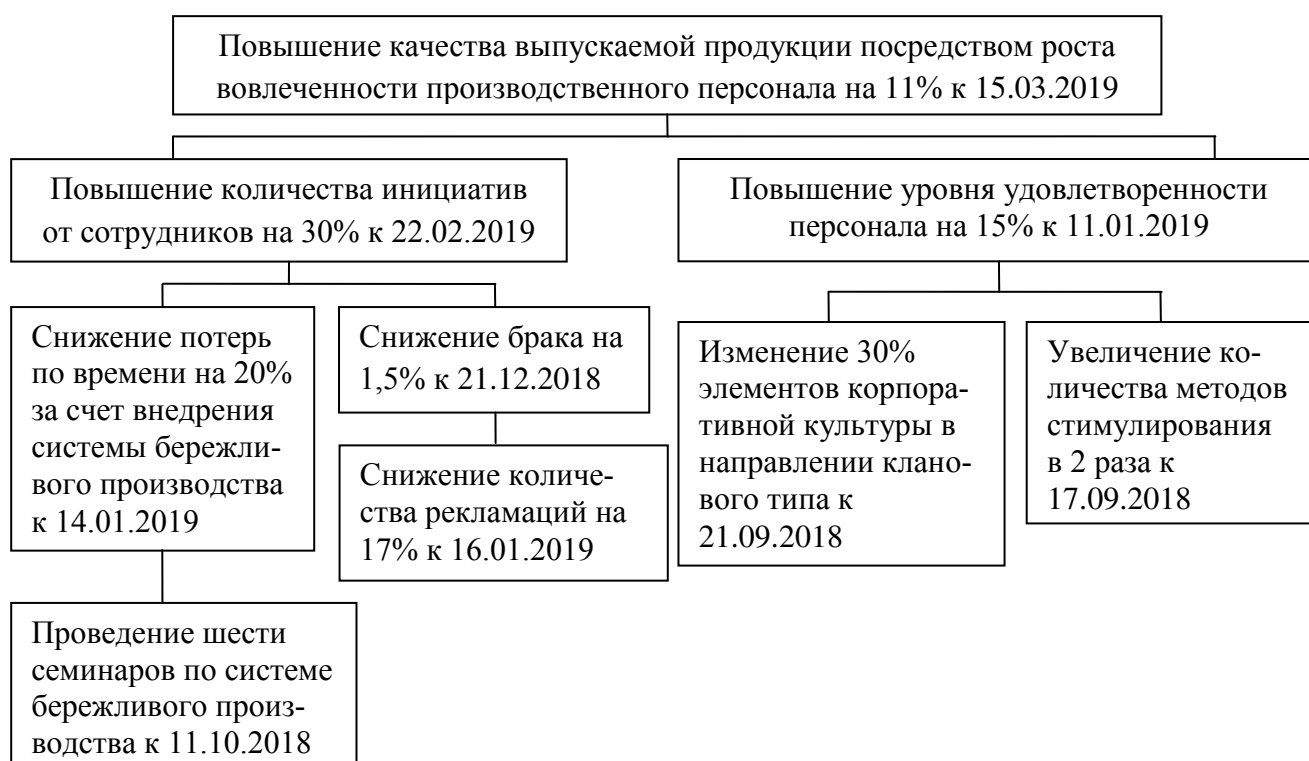 Повышение качества выпускаемой продукции посредством роста
вовлеченности производственного персонала на 11% к 15.03.2019
Повышение количества инициатив
от сотрудников на 30% к 22.02.2019
Повышение уровня удовлетворенности
персонала на 15% к 11.01.2019
Снижение потерь
по времени на 20%
за счет внедрения
системы бережли-
вого производства
к 14.01.2019
Снижение брака на
1,5% к 21.12.2018
Снижение количе-
ства рекламаций на
17% к 16.01.2019
Изменение 30%
элементов корпора-
тивной культуры в
направлении клано-
вого типа к
21.09.2018
Увеличение ко-
личества методов
стимулирования
в 2 раза к
17.09.2018
Проведение шести
семинаров по системе
бережливого произ-
водства к 11.10.2018